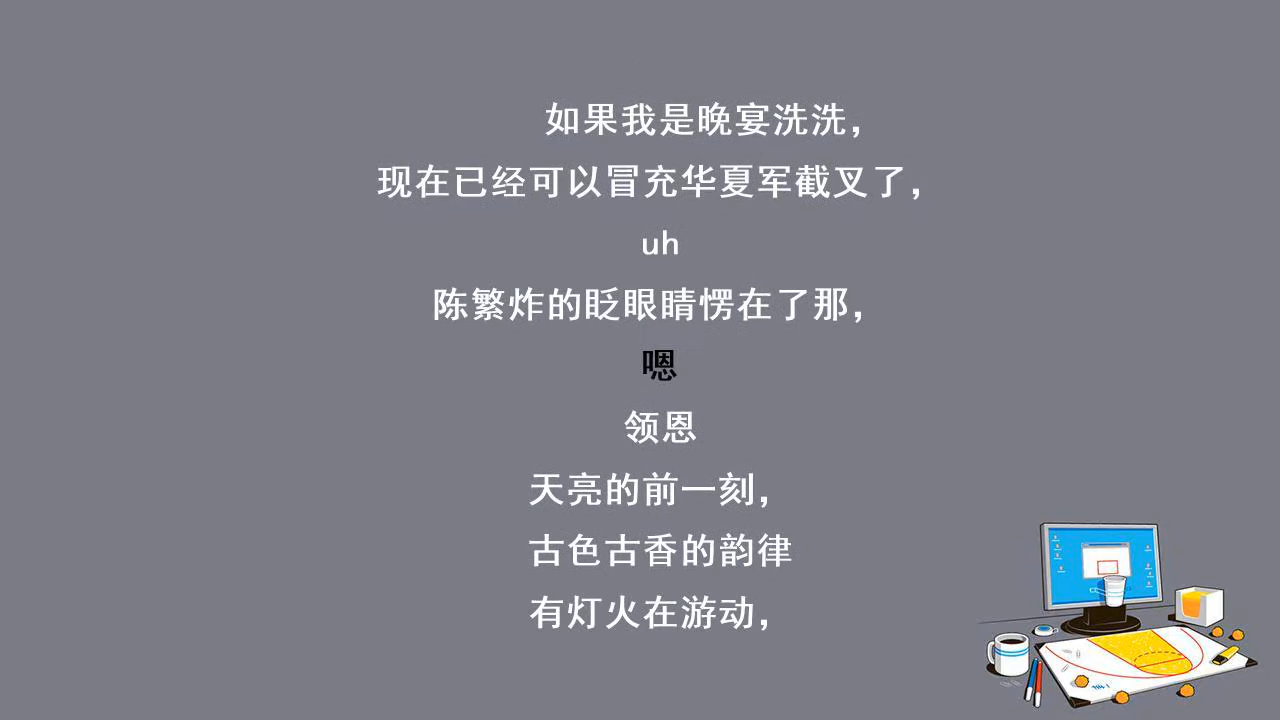 如果我是晚宴洗洗，
现在已经可以冒充华夏军截叉了，
uh
陈繁炸的眨眼睛愣在了那，
嗯
领恩
天亮的前一刻，
古色古香的韵律
有灯火在游动，